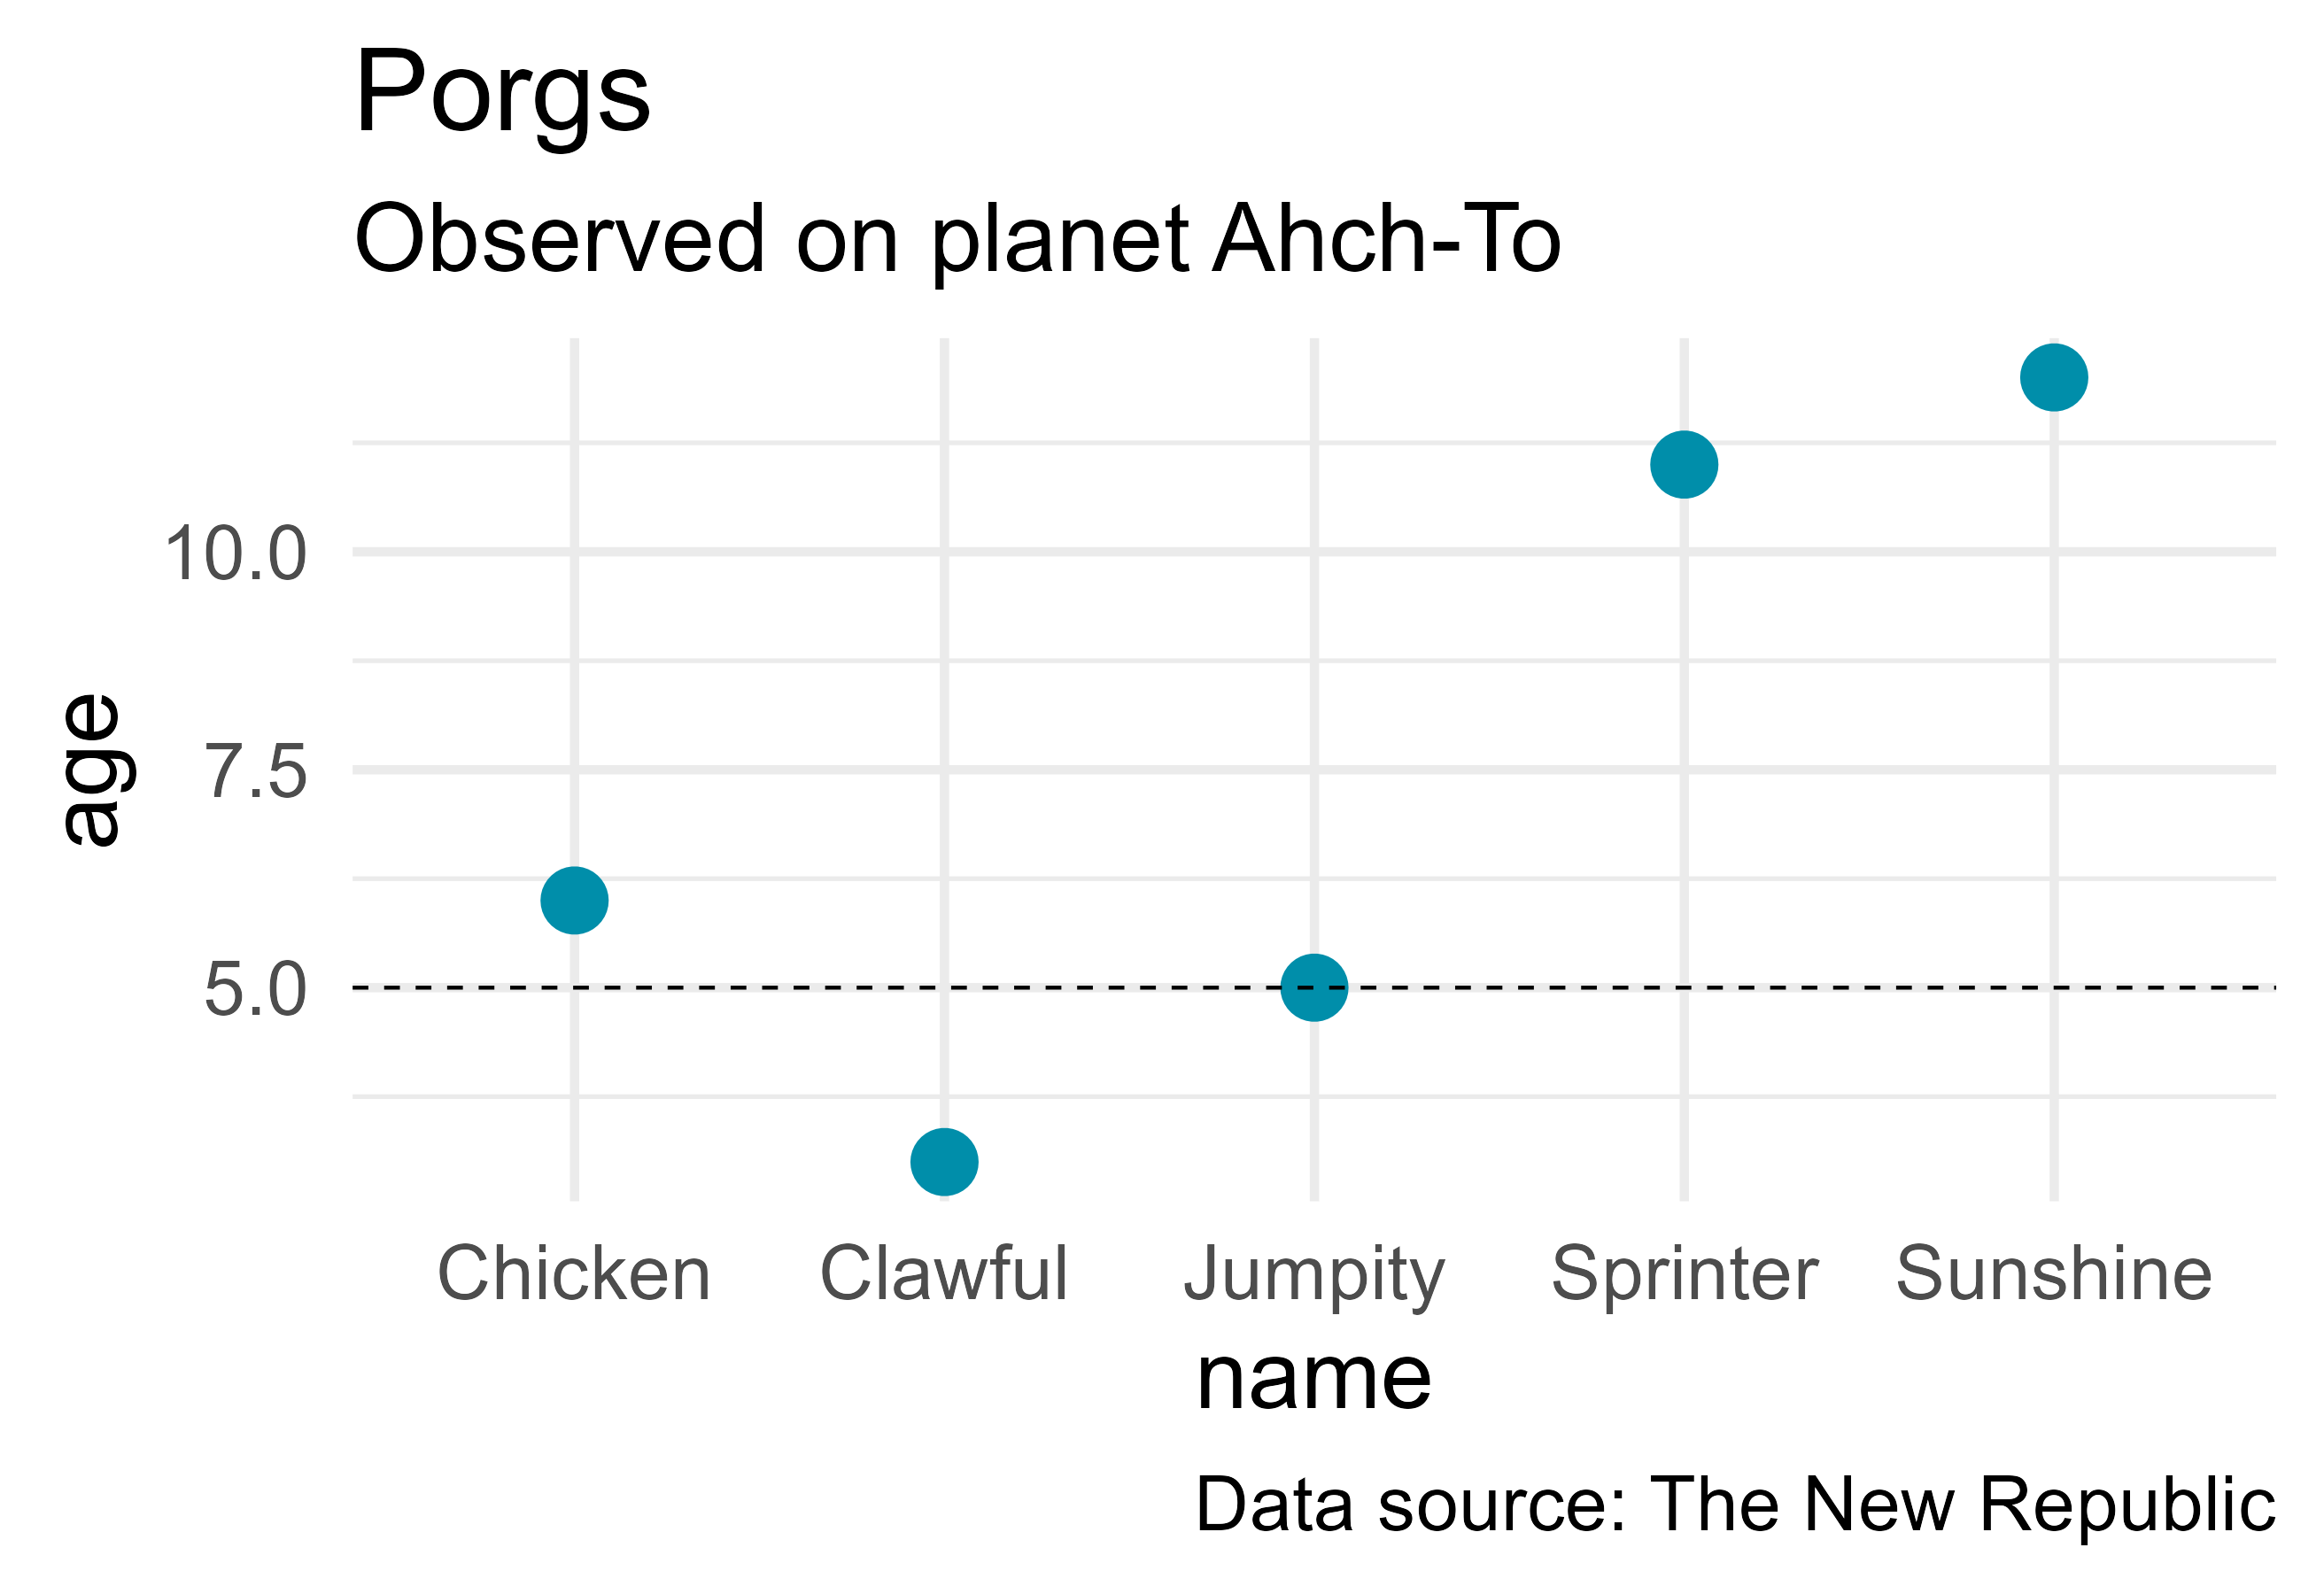 Porgs
Observed on planet Ahch-To
10.0
7.5
5.0
age
Chicken Clawful Jumpity Sprinter Sunshine
name
Data source: The New Republic